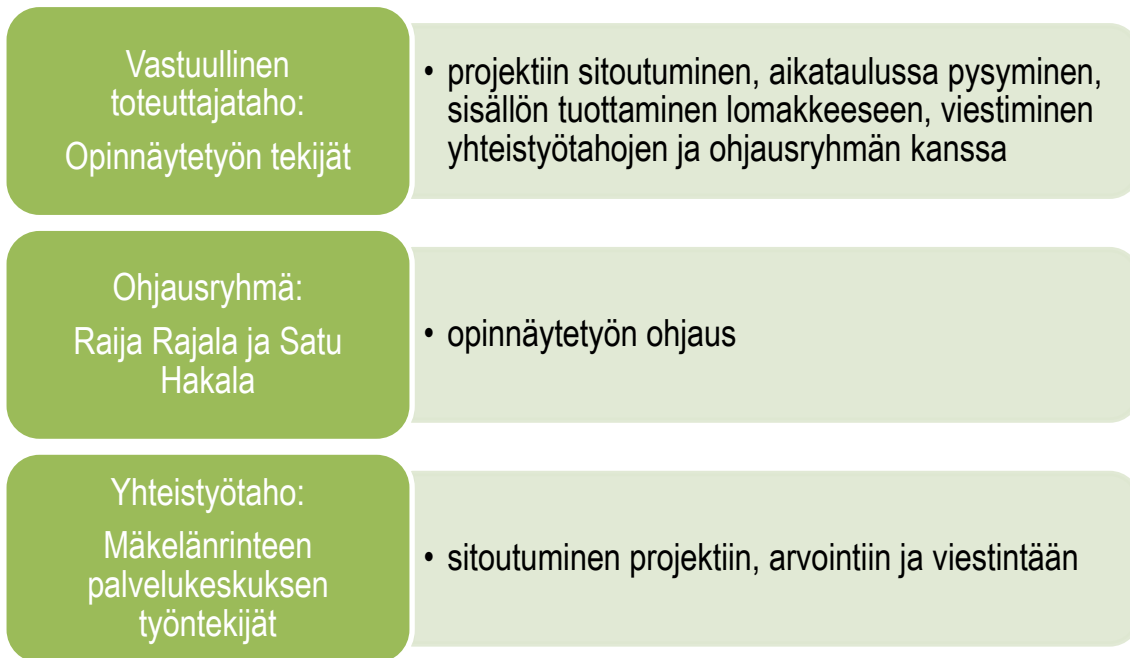 Vastuullinen
toteuttajataho:
Opinnäytetyön tekijät
• projektiin sitoutuminen, aikataulussa pysyminen,
sisällön tuottaminen lomakkeeseen, viestiminen
yhteistyötahojen ja ohjausryhmän kanssa
Ohjausryhmä:
Raija Rajala ja Satu
Hakala
• opinnäytetyön ohjaus
Yhteistyötaho:
Mäkelänrinteen
palvelukeskuksen
työntekijät
• sitoutuminen projektiin, arvointiin ja viestintään